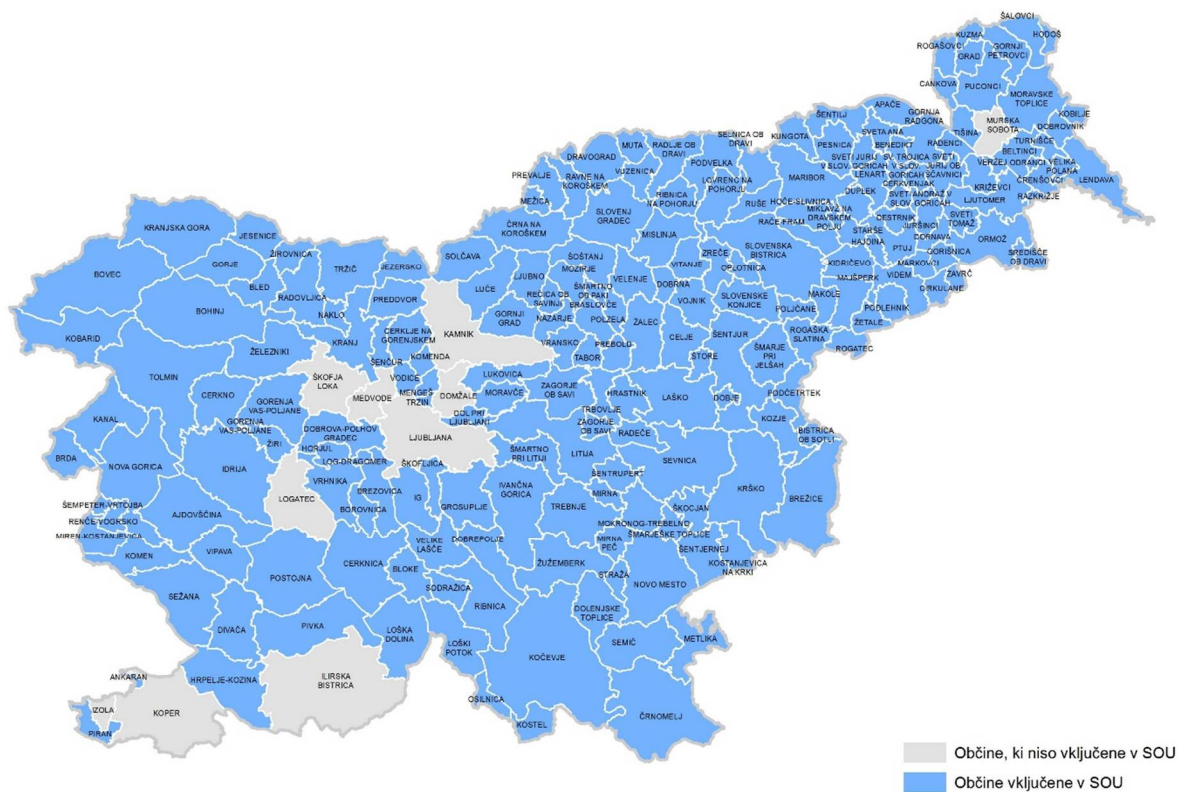 ŠALOVCI
KUZMA
HODOŠ
ROGAŠOVCI
GORNJI
PETROVCI
GRAD
CANKOVA
PUCONCI
MORAVSKE
TOPLICE
APAČE
GORNJA
RADGONA
KOBILJE
ŠENTILJ
MURSKA
SOBOTA
DOBROVNIK
TIŠINA
TURNIŠČE
SELNICA OB
DRAVI
KUNGOTA
SVETA ANA
PESNICA
BENEDIKT
RADENCI
BELTINCI
MUTA
RADLJE OB
DRAVI
DRAVOGRAD
VUZENICA
PODVELKA
SVETI JURIJ
V SLOV. GORICAH
SV. TROJICA
V SLOV.
GORICAH
SVETI
JURIJ OB
ŠČAVNICI
VERŽEJ
ODRANCI
VELIKA
POLANA
LENART
CERKVENJAK
ČRENŠOVCI
LENDAVA
PREVALJE
RAVNE NA
KOROŠKEM
LOVRENC NA
POHORJU
MARIBOR
DUPLEK
KRIŽEVCI
MEŽICA
RIBNICA
NA POHORJU
RUŠE
HOČE-SLIVNICA
SVETI ANDRAŽ V
SLOV. GORICAH
LJUTOMER
RAZKRIŽJE
MIKLAVŽ NA
DRAVSKEM
POLJU
SLOVENJ
GRADEC
RAČE-FRAM
DESTRNIK
SVETI
TOMAŽ
ČRNA NA
KOROŠKEM
STARŠE
JURŠINCI
KRANJSKA GORA
MISLINJA
HAJDINA
DORNAVA
ORMOŽ
JESENICE
SOLČAVA
ŠOŠTANJ
SLOVENSKA
BISTRICA
PTUJ
GORIŠNICA
SREDIŠČE
OB DRAVI
ŽIROVNICA
ZREČE
OPLOTNICA
KIDRIČEVO
MARKOVCI
GORJE
TRŽIČ
JEZERSKO
LJUBNO
MOZIRJE
VELENJE
VITANJE
MAJŠPERK
VIDEM
ZAVRČ
BOVEC
BLED
RADOVLJICA
PREDDVOR
LUČE
REČICA OB
SAVINJI
ŠMARTNO
OB PAKI
DOBRNA
CIRKULANE
BRASLOVČE
VOJNIK
SLOVENSKE
KONJICE
MAKOLE
BOHINJ
NAKLO
GORNJI
GRAD
NAZARJE
POLZELA
ŽALEC
POLJČANE
PODLEHNIK
ŽETALE
KOBARID
KRANJ
CERKLJE NA
GORENJSKEM
KAMNIK
CELJE
ŠENTJUR
ROGAŠKA
SLATINA
VRANSKO
PREBOLD
ROGATEC
ŽELEZNIKI
KOMENDA
TABOR
ŠTORE
ŠMARJE
PRI
JELŠAH
ŠENČUR
TOLMIN
ŠKOFJA
LOKA
VODICE
LUKOVICA
ZAGORJE
OB SAVI
CERKNO
MEDVODE
MENGEŠ
TRZIN
DOMŽALE
MORAVČE
HRASTNIK
LAŠKO
DOBJE
PODČETRTEK
GORENJA
VAS-POLJANE
TRBOVLJE
KOZJE
KANAL
GORENJA
VAS-POLJANE
DOBROVA-POLHOV
GRADEC
DOL PRI
LJUBLJANI
ZAGORJE
OB SAVI
RADEČE
BISTRICA
OB SOTLI
ŽIRI
HORJUL
LJUBLJANA
BRDA
NOVA GORICA
IDRIJA
LOG-DRAGOMER
ŠKOFLJICA
ŠMARTNO
PRI LITIJI
LITIJA
SEVNICA
LOGATEC
VRHNIKA
BREZOVICA
IG
IVANČNA
GORICA
ŠENTRUPERT
MIRNA
KRŠKO
BREŽICE
ŠEMPETER-VRTOJBA
BOROVNICA
GROSUPLJE
TREBNJE
ŠKOCJAN
RENČE-VOGRSKO
AJDOVŠČINA
MOKRONOG-TREBELNO
MIREN-KOSTANJEVICA
ŠMARJEŠKE TOPLICE
KOMEN
VIPAVA
VELIKE
LAŠČE
DOBREPOLJE
MIRNA
PEČ
ŠENTJERNEJ
KOSTANJEVICA
NA KRKI
POSTOJNA
CERKNICA
BLOKE
ŽUŽEMBERK
STRAŽA
NOVO MESTO
SEŽANA
SODRAŽICA
RIBNICA
DOLENJSKE
TOPLICE
DIVAČA
PIVKA
LOŠKA
DOLINA
LOŠKI
POTOK
KOČEVJE
SEMIČ
METLIKA
ANKARAN
HRPELJE-KOZINA
ILIRSKA
BISTRICA
OSILNICA
IZOLA
KOPER
ČRNOMELJ
KOSTEL
PIRAN
Občine, ki niso vključene v SOU
Občine vključene v SOU